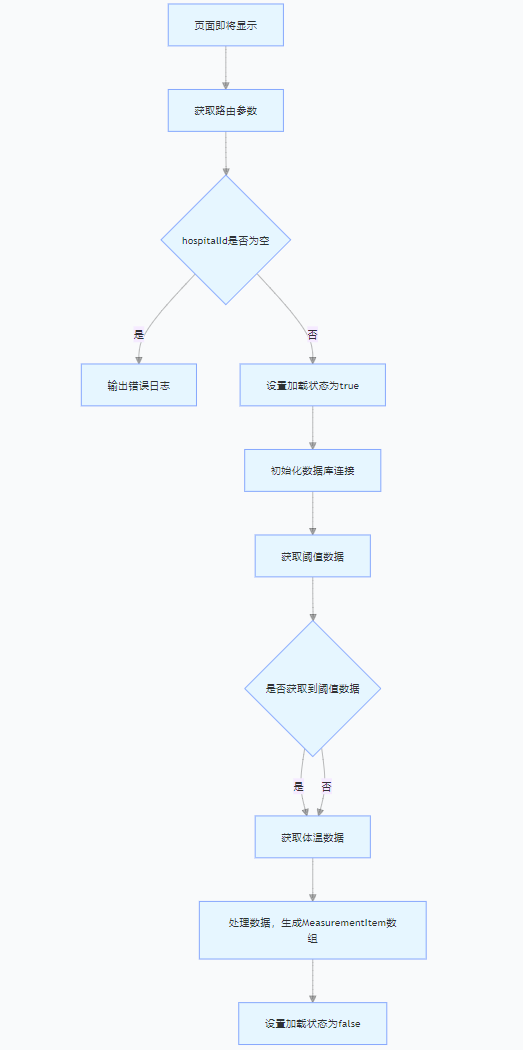 页面即将显示
获取路由参数
hospitalId是否为空
是
否
输出错误日志
设置加载状态为true
初始化数据库连接
获取阈值数据
是否获取到阈值数据
是
否
获取体温数据
处理数据，生成MeasurementItem数
组
设置加载状态为false